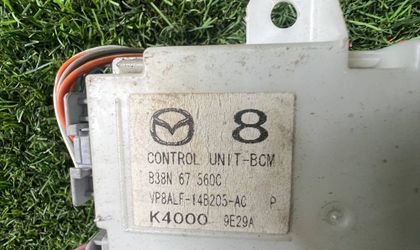 8
CONTROL UNIT-BCM
B38N 67 560C
VP8ALF-14B205-AC P
K4000 9E29A